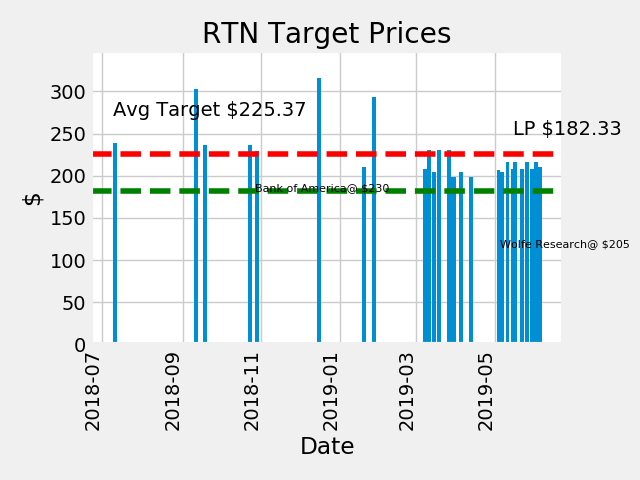 RTN Target Prices
300
Avg Target $225.37
250
LP $182.33
200
Bank of America@ $230
150
Wolfe Research@ $205
100
50
0
$
2018-07
2018-09
2018-11
2019-01
2019-03
2019-05
Date